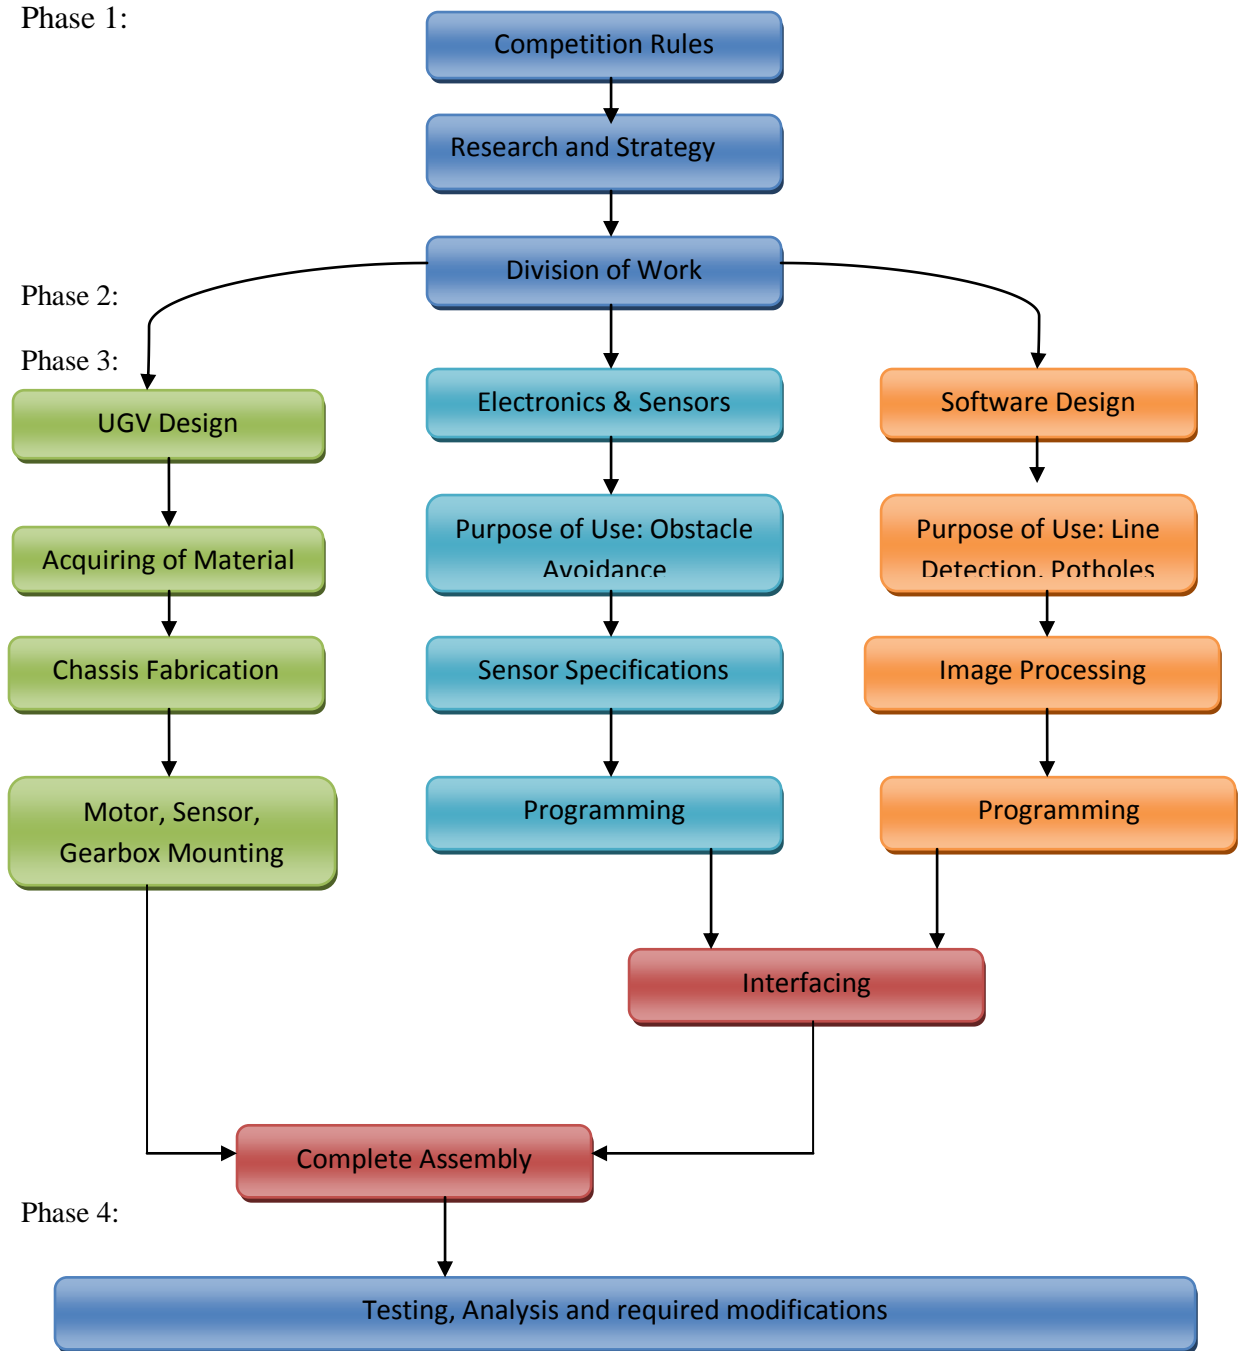 Phase 1:
Competition Rules
Research and Strategy
Division of Work
Phase 2:
Phase 3:
UGV Design
Electronics & Sensors
Software Design
Acquiring of Material
Purpose of Use: Obstacle
Avoidance
Purpose of Use: Line
Detection, Potholes
Chassis Fabrication
Sensor Specifications
Image Processing
Motor, Sensor,
Gearbox Mounting
Programming
Programming
Interfacing
Complete Assembly
Phase 4:
Testing, Analysis and required modifications